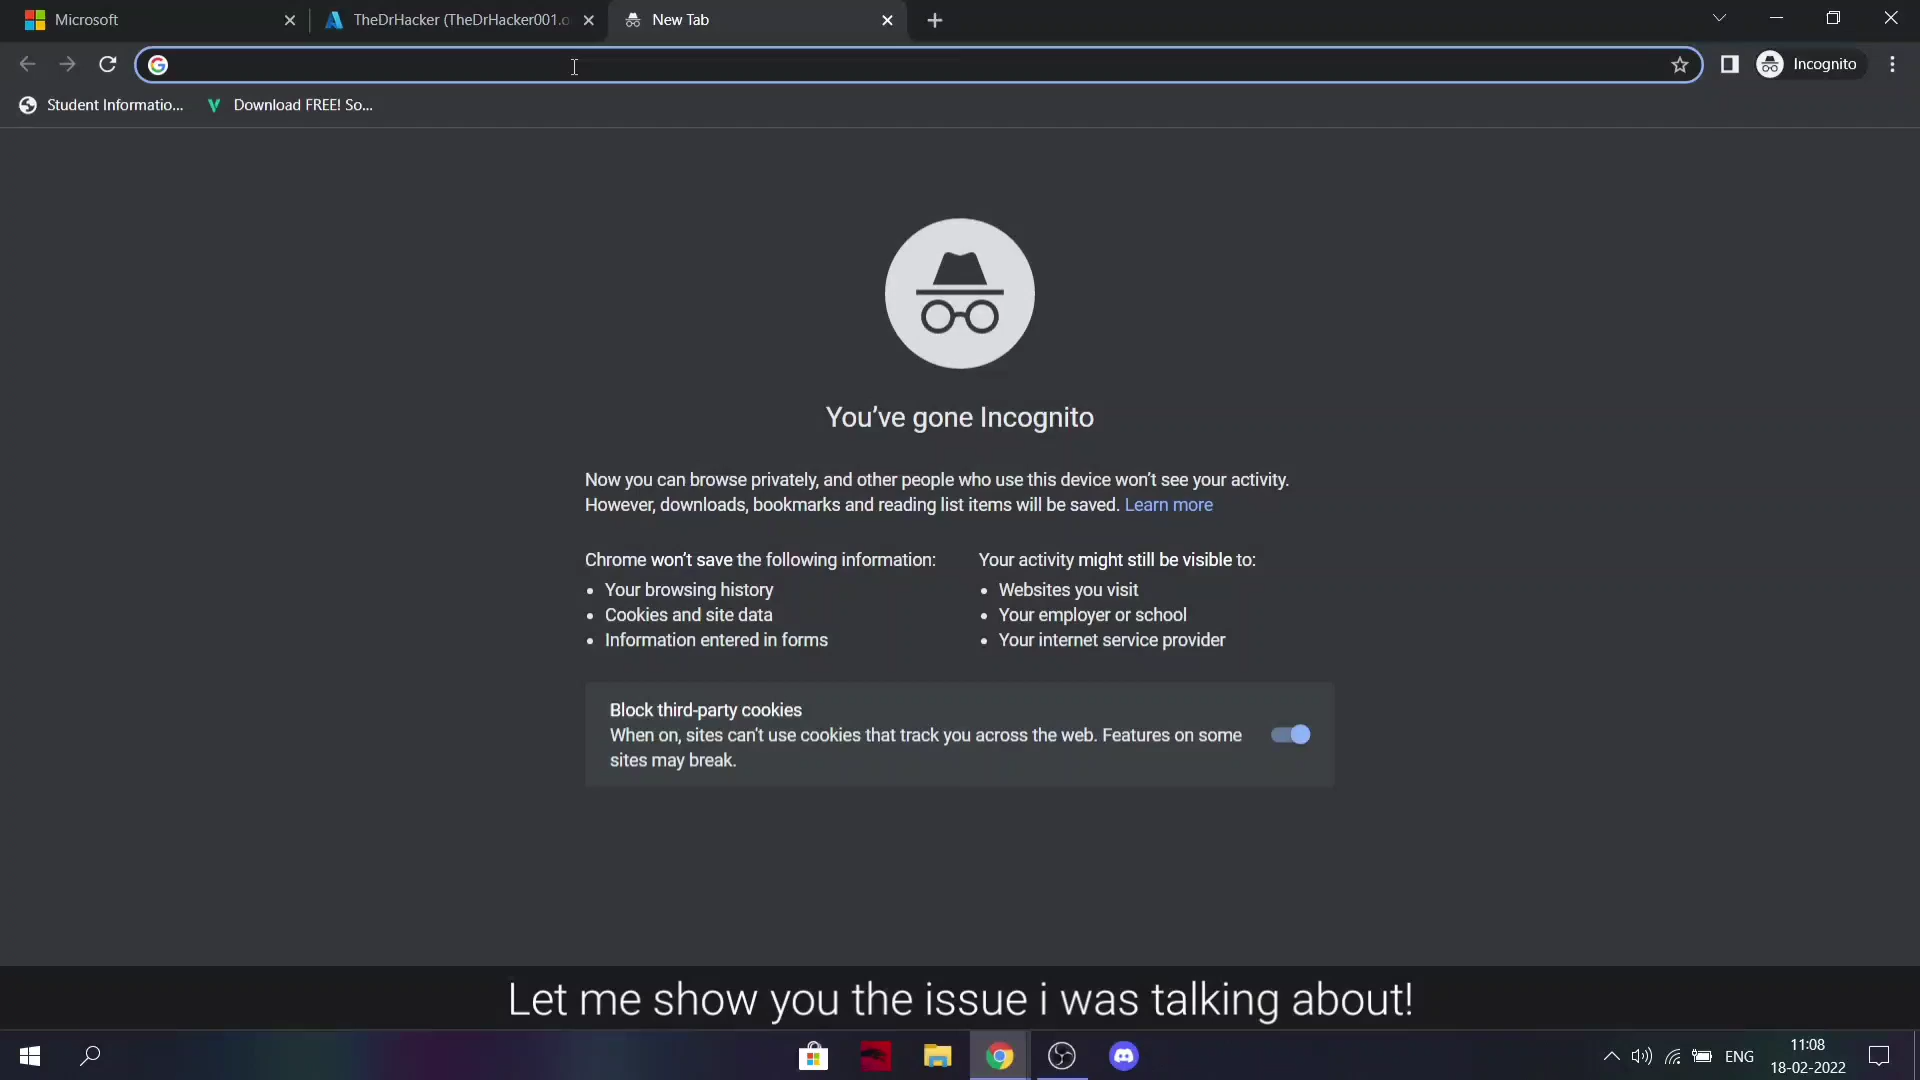 Microsoft
TheDrHacker (TheDrHacker001.o
New Tab
Incognito
Student Informatio...
Download FREE! So...
You've gone Incognito
Now you can browse privately, and other people who use this device won't see your activity.
However, downloads, bookmarks and reading list items will be saved. Learn more
Chrome won't save the following information:
• Your browsing history
• Cookies and site data
• Information entered in forms
Your activity might still be visible to:
• Websites you visit
• Your employer or school
• Your internet service provider
Block third-party cookies
When on, sites can't use cookies that track you across the web. Features on some
sites may break.
Let me show you the issue i was talking about!
ENG
11:08
18-02-2022